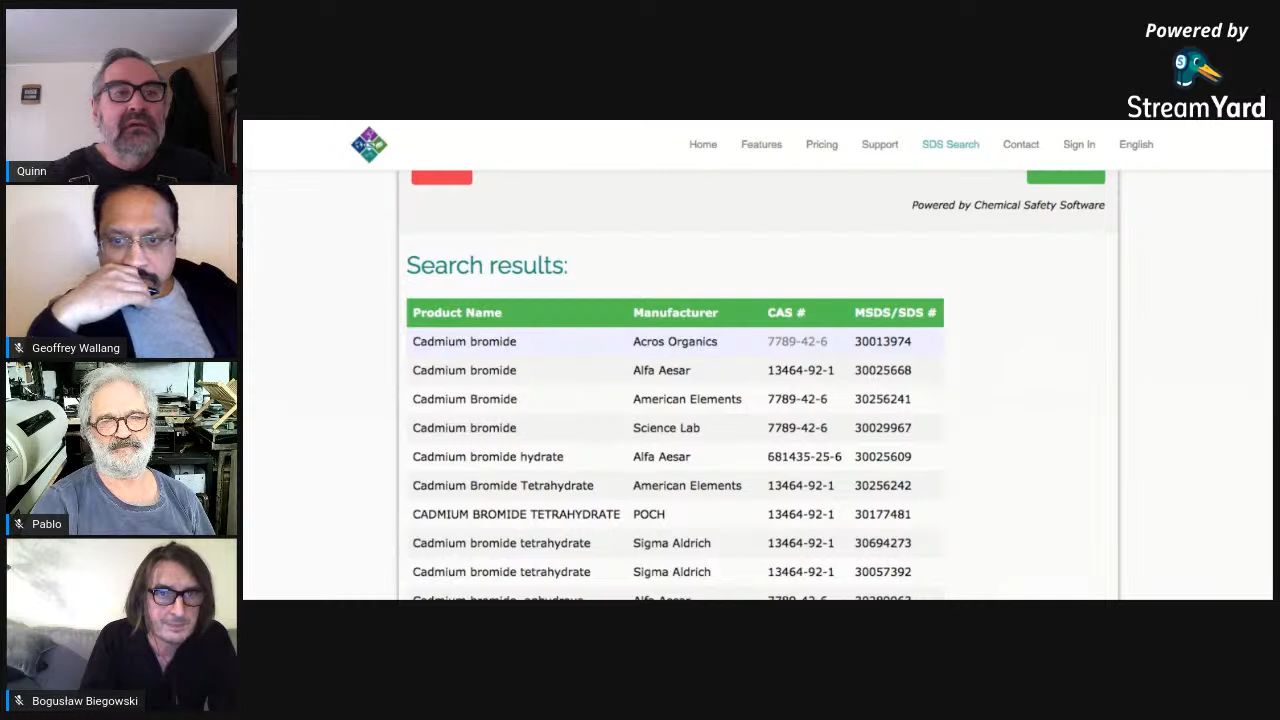 Powered by
StreamYard
Quinn
Geoffrey Wallang
Pablo
Bogusław Biegowski
Home Features Pricing Support SDS Search Contact Sign In English
Powered by Chemical Safety Software
Search results:
Product Name Manufacturer CAS # MSDS/SDS #
Cadmium bromide Acros Organics 7789-42-6 30013974
Cadmium bromide Alfa Aesar 13464-92-1 30025668
Cadmium Bromide American Elements 7789-42-6 30256241
Cadmium bromide Science Lab 7789-42-6 30029967
Cadmium bromide hydrate Alfa Aesar 681435-25-6 30025609
Cadmium Bromide Tetrahydrate American Elements 13464-92-1 30256242
CADMIUM BROMIDE TETRAHYDRATE POCH 13464-92-1 30177481
Cadmium bromide tetrahydrate Sigma Aldrich 13464-92-1 30694273
Cadmium bromide tetrahydrate Sigma Aldrich 13464-92-1 30057392